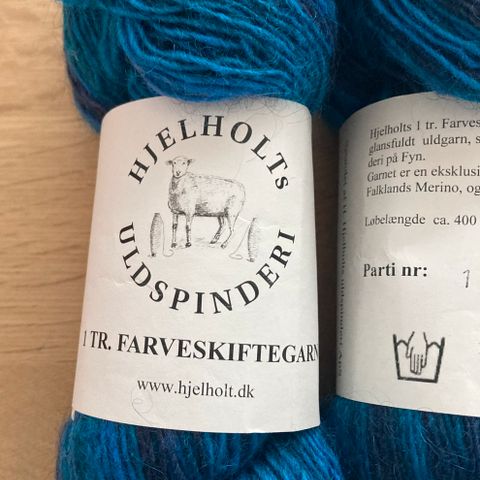 HJELHOLTs
ULDSPINDERI
1 TR. FARVESKIFTEGARN
www.hjelholt.dk
Hjelholts 1 tr. Farves
glansfuldt uldgarn, s
deri på Fyn.
Garnet er en eksklusi
Falklands Merino, og
Løbelængde ca. 400
Parti nr: 1